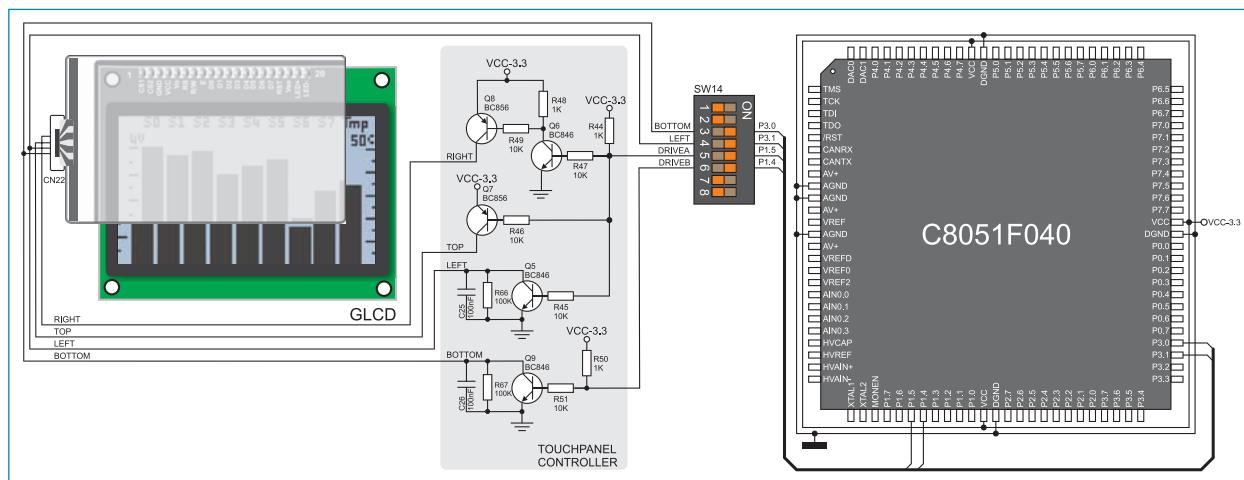 VCC-3.3
Q8
BC856
R48
1K
VCC-3.3
Q6
BC846
R44
1K
R49
10K
R47
10K
RIGHT
VCC-3.3
Q7
BC856
R46
10K
TOP
LEFT
Q5
BC846
C25
100nF
R66
100K
R45
10K
VCC-3.3
R50
1K
BOTTOM
Q9
BC846
C26
100nF
R67
100K
R51
10K
TOUCHPANEL
CONTROLLER
CN22
1
20
50
GLCD
RIGHT
TOP
LEFT
BOTTOM
SW14
ON
1
2
3
4
5
6
7
8
BOTTOM
LEFT
DRIVEA
DRIVEB
P3.0
P3.1
P1.5
P1.4
DAC0
DAC1
P4.0
P4.1
P4.2
P4.3
P4.4
P4.5
P4.6
P4.7
VCC
DGND
P5.0
P5.1
P5.2
P5.3
P5.4
P5.5
P5.6
P5.7
P6.0
P6.1
P6.2
P6.3
P6.4
TMS
TCK
TDI
TDO
/RST
CANRX
CANTX
AV+
AGND
AGND
AV+
VREF
AGND
AV+
VREFD
VREF0
VREF2
AIN0.0
AIN0.1
AIN0.2
AIN0.3
HVCAP
HVREF
HVAIN+
HVAIN-
C8051F040
P6.5
P6.6
P7.0
P7.1
P7.2
P7.3
P7.4
P7.5
P7.6
P7.7
VCC
DGND
P0.0
P0.1
P0.2
P0.3
P0.4
P0.5
P0.6
P0.7
P3.0
P3.1
P3.2
P3.3
VCC-3.3
XTAL1
XTAL2
MONEN
P1.7
P1.6
P1.5
P1.4
P1.3
P1.2
P1.1
P1.0
VCC
DGND
P2.7
P2.6
P2.5
P2.4
P2.3
P2.2
P2.1
P2.0
P3.7
P3.6
P3.5
P3.4